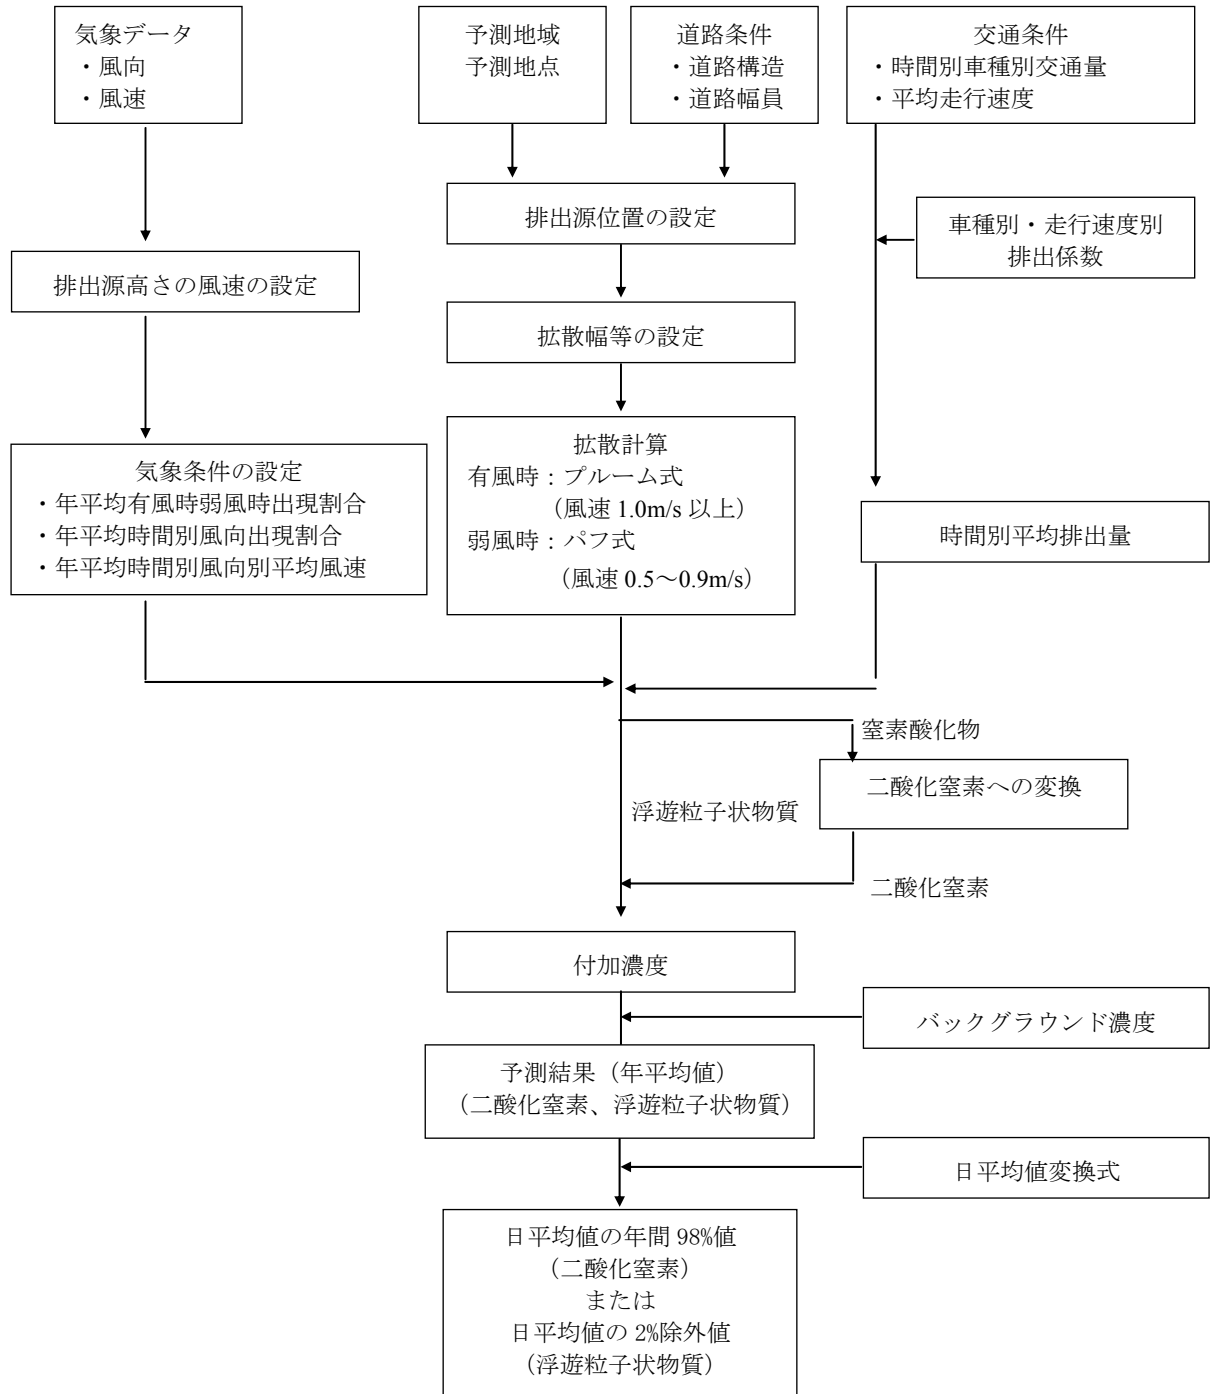 気象データ
・風向
・風速
予測地域
予測地点
道路条件
・道路構造
・道路幅員
交通条件
・時間別車種別交通量
・平均走行速度
排出源位置の設定
車種別・走行速度別
排出係数
排出源高さの風速の設定
拡散幅等の設定
気象条件の設定
・年平均有風時弱風時出現割合
・年平均時間別風向出現割合
・年平均時間別風向別平均風速
拡散計算
有風時：プルーム式
（風速 1.0m/s 以上）
弱風時：パフ式
（風速 0.5～0.9m/s）
時間別平均排出量
窒素酸化物
二酸化窒素への変換
浮遊粒子状物質
二酸化窒素
付加濃度
バックグラウンド濃度
予測結果（年平均値）
（二酸化窒素、浮遊粒子状物質）
日平均値変換式
日平均値の年間 98%値
（二酸化窒素）
または
日平均値の 2%除外値
（浮遊粒子状物質）